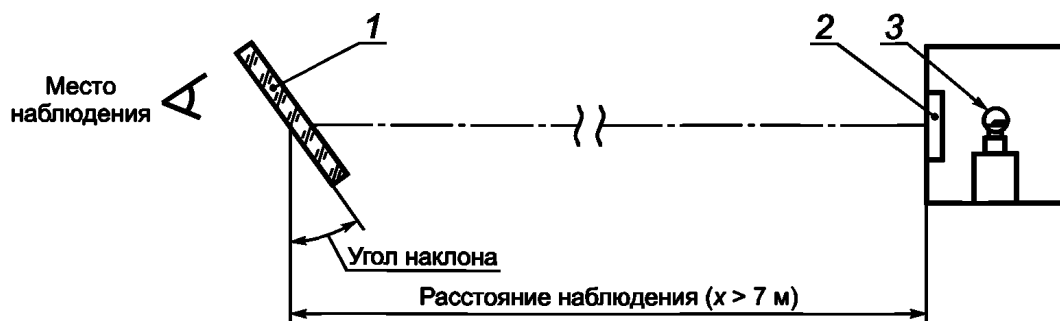 1
2
3
Место
наблюдения
Угол наклона
Расстояние наблюдения (x > 7 м)